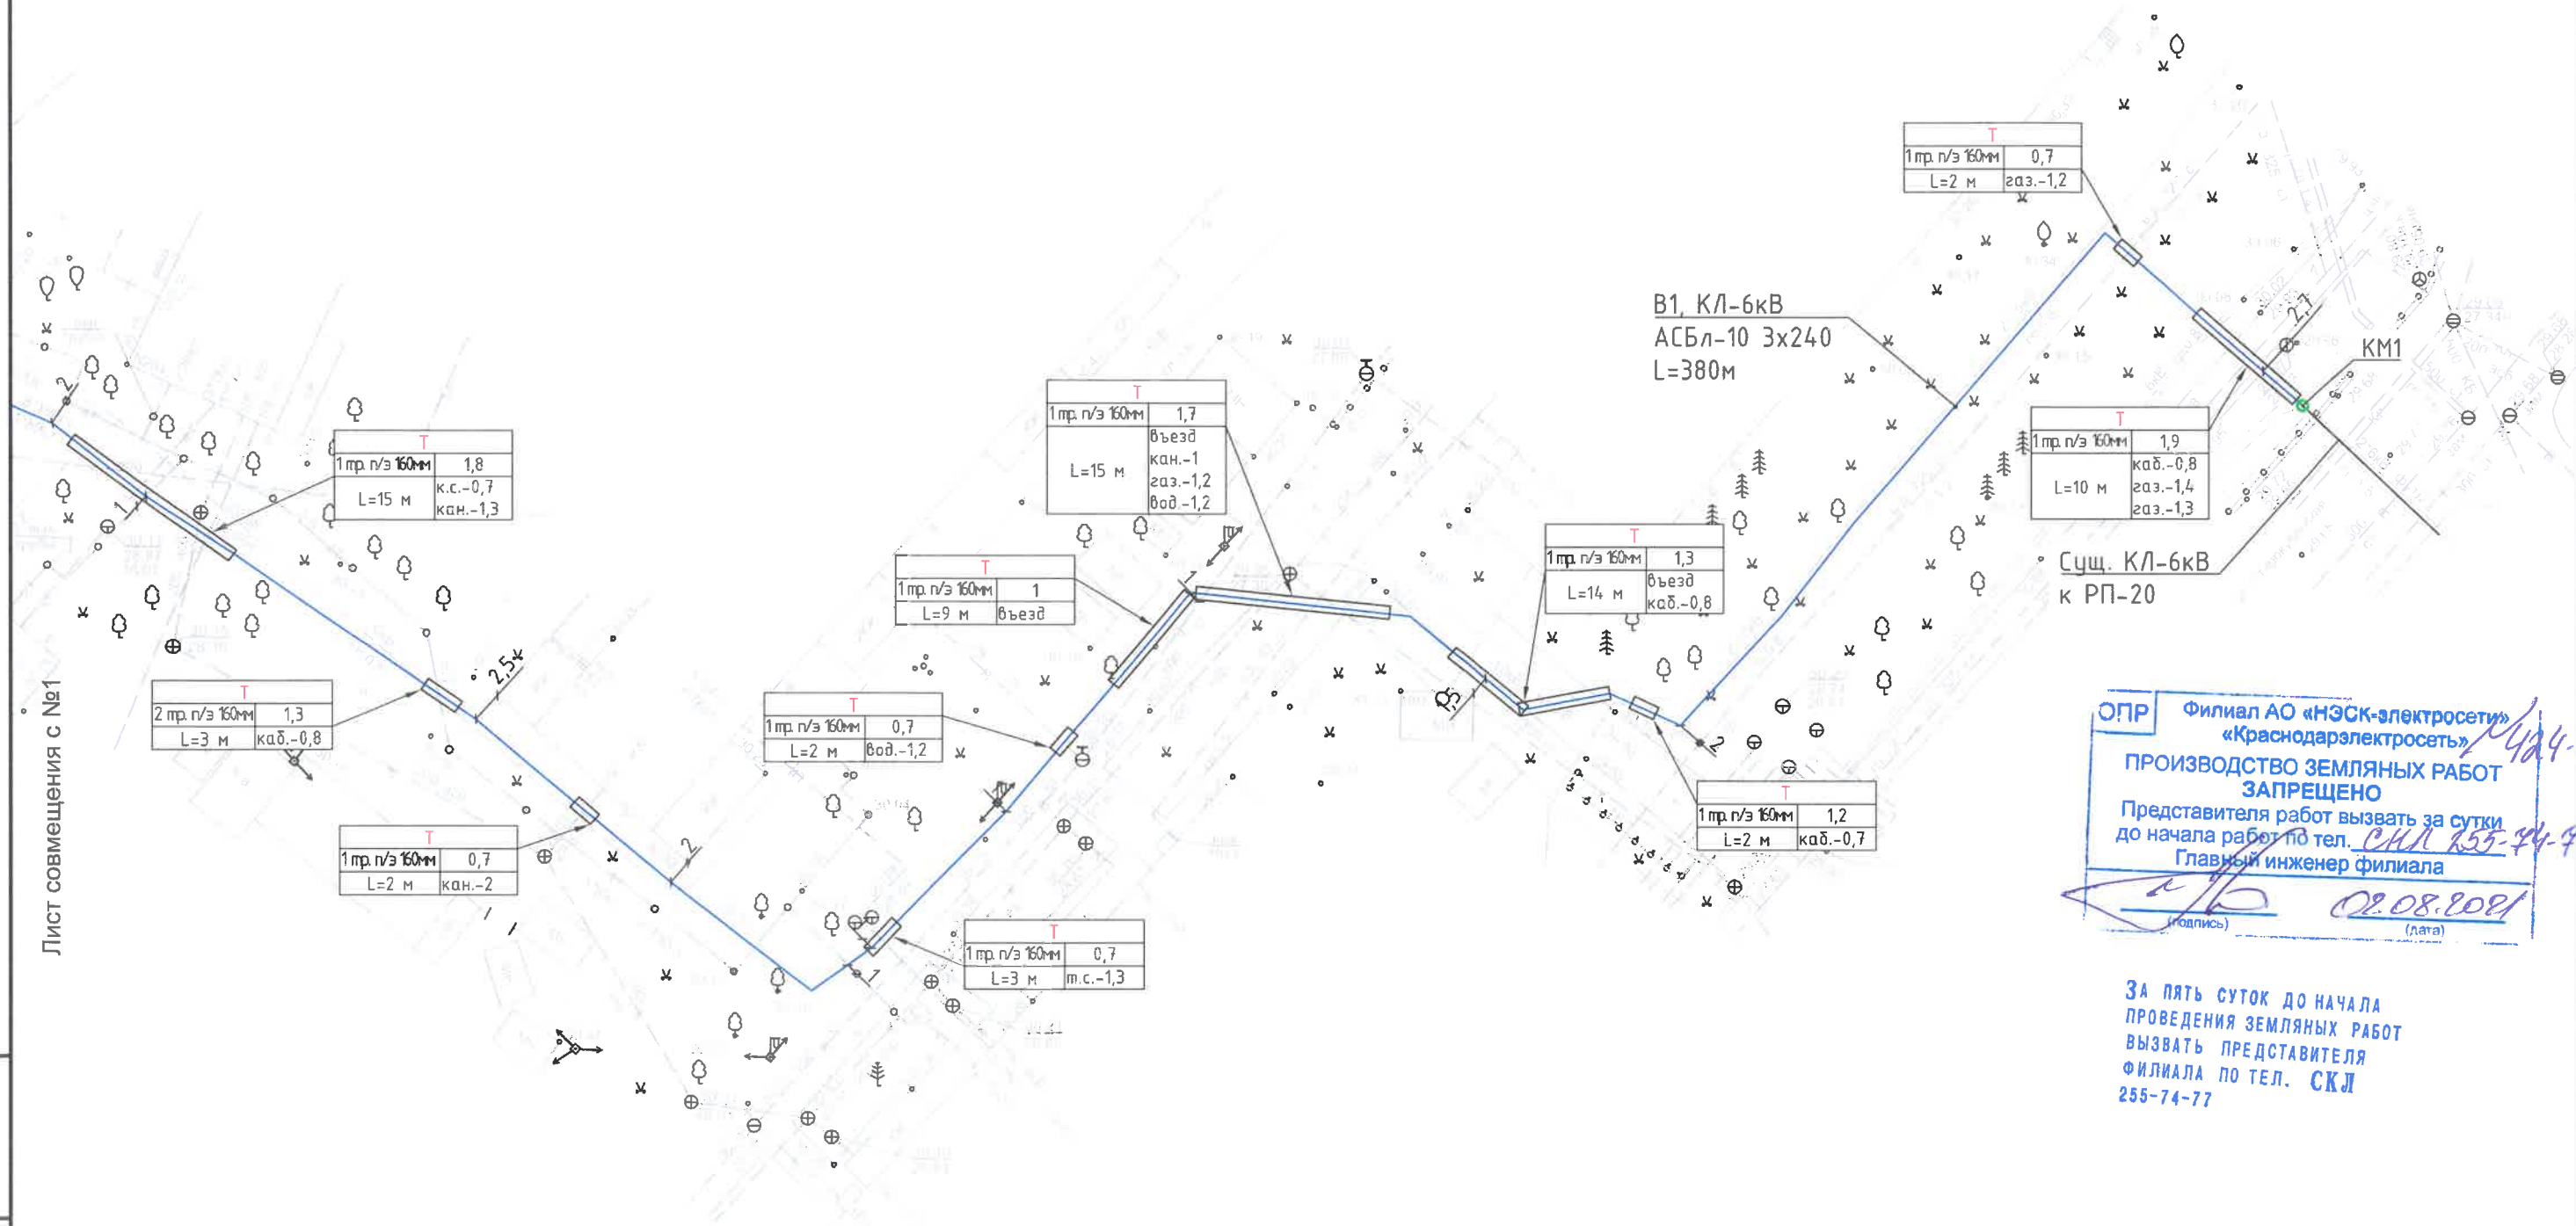 Лист совмещения с №1
2
1
Т
1 тр. п/э 160мм 1,8
L=15 м к.с.-0,7
кан.-1,3
Т
2 тр. п/э 160мм 1,3
L=3 м каб.-0,8
2,5
Т
1 тр. п/э 160мм 0,7
L=2 м кан.-2
2
Т
1 тр. п/э 160мм 0,7
L=3 м т.с.-1,3
1
Т
1 тр. п/э 160мм 0,7
L=2 м вод.-1,2
Т
1 тр. п/э 160мм 1
L=9 м въезд
1
Т
1 тр. п/э 160мм 1,7
L=15 м въезд
кан.-1
газ.-1,2
вод.-1,2
0,5
Т
1 тр. п/э 160мм 1,3
L=14 м въезд
каб.-0,8
Т
1 тр. п/э 160мм 1,2
L=2 м каб.-0,7
2
В1, КЛ-6кВ
АСБл-10 3х240
L=380м
Т
1 тр. п/э 160мм 0,7
L=2 м газ.-1,2
2,7
КМ1
Т
1 тр. п/э 160мм 1,9
L=10 м каб.-0,8
газ.-1,4
газ.-1,3
Сущ. КЛ-6кВ
к РП-20
ОПР Филиал АО «НЭСК-электросети»
«Краснодарэлектросеть» №424-
ПРОИЗВОДСТВО ЗЕМЛЯНЫХ РАБОТ
ЗАПРЕЩЕНО
Представителя работ вызвать за сутки
до начала работ по тел. СКЛ 255-74-7
Главный инженер филиала
02.08.2021
(подпись) (дата)
ЗА ПЯТЬ СУТОК ДО НАЧАЛА
ПРОВЕДЕНИЯ ЗЕМЛЯНЫХ РАБОТ
ВЫЗВАТЬ ПРЕДСТАВИТЕЛЯ
ФИЛИАЛА ПО ТЕЛ. СКЛ
255-74-77